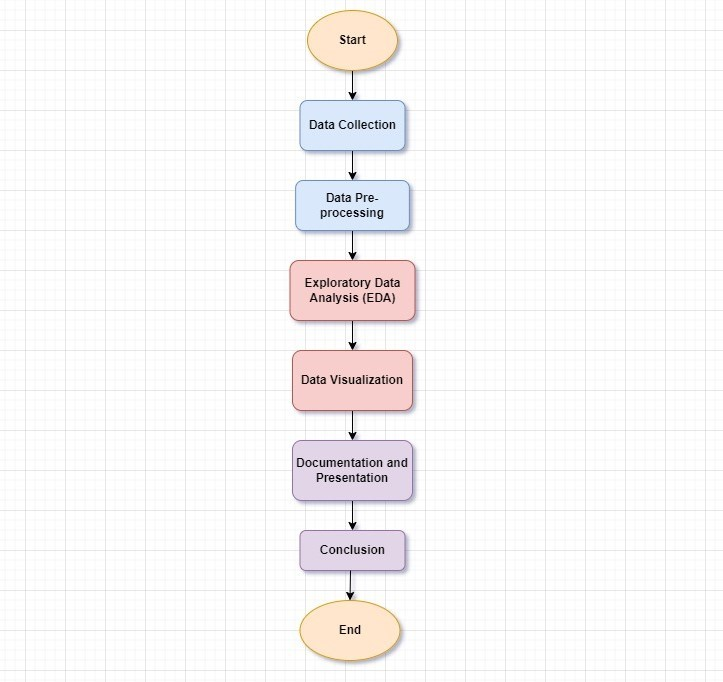 Start
Data Collection
Data Pre-
processing
Exploratory Data
Analysis (EDA)
Data Visualization
Documentation and
Presentation
Conclusion
End